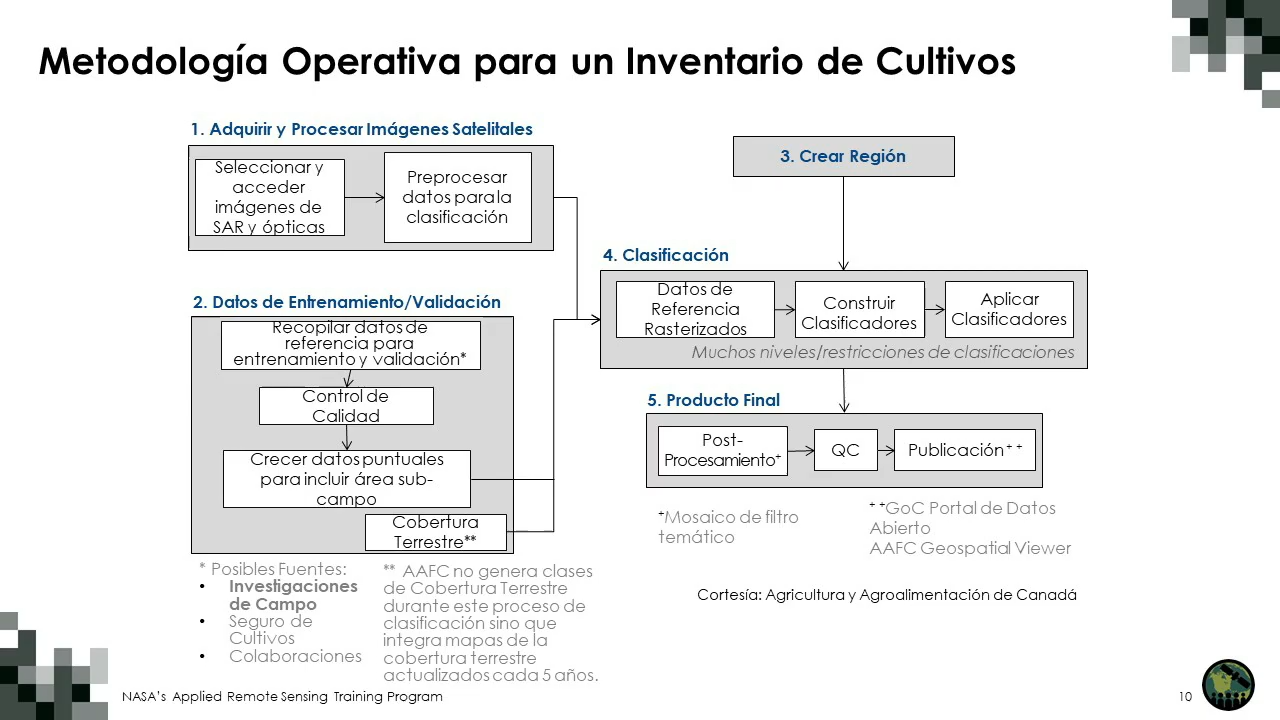 Metodología Operativa para un Inventario de Cultivos
1. Adquirir y Procesar Imágenes Satelitales
Seleccionar y
acceder
imágenes de
SAR y ópticas
Preprocesar
datos para la
clasificación
2. Datos de Entrenamiento/Validación
Recopilar datos de
referencia para
entrenamiento y validación*
Control de
Calidad
Crecer datos puntuales
para incluir área sub-
campo
Cobertura
Terrestre**
* Posibles Fuentes:
• Investigaciones
de Campo
• Seguro de
Cultivos
• Colaboraciones
** AAFC no genera clases
de Cobertura Terrestre
durante este proceso de
clasificación sino que
integra mapas de la
cobertura terrestre
actualizados cada 5 años.
3. Crear Región
4. Clasificación
Datos de
Referencia
Rasterizados
Construir
Clasificadores
Aplicar
Clasificadores
Muchos niveles/restricciones de clasificaciones
5. Producto Final
Post-
Procesamiento+
QC
Publicación+ +
+Mosaico de filtro
temático
+ +GoC Portal de Datos
Abierto
AAFC Geospatial Viewer
Cortesía: Agricultura y Agroalimentación de Canadá
NASA's Applied Remote Sensing Training Program
10